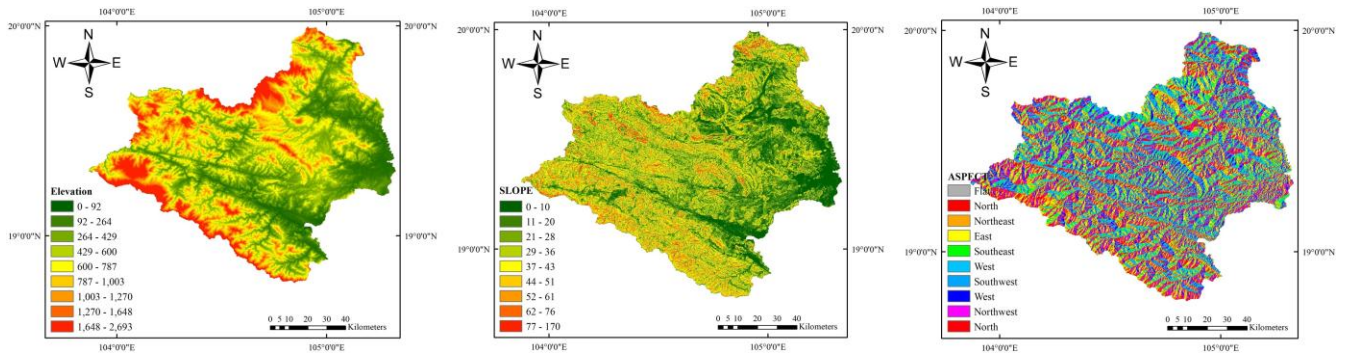 104°0'0"E
105°0'0"E
20°0'0"N
20°0'0"N
N
W
E
S
19°0'0"N
19°0'0"N
Elevation
0 - 92
92 - 264
264 - 429
429 - 600
600 - 787
787 - 1,003
1,003 - 1,270
1,270 - 1,648
1,648 - 2,693
0 5 10 20 30 40
Kilometers
104°0'0"E
105°0'0"E
104°0'0"E
105°0'0"E
20°0'0"N
20°0'0"N
N
W
E
S
19°0'0"N
19°0'0"N
SLOPE
0 - 10
11 - 20
21 - 28
29 - 36
37 - 43
44 - 51
52 - 61
62 - 76
77 - 170
0 5 10 20 30 40
Kilometers
104°0'0"E
105°0'0"E
104°0'0"E
105°0'0"E
20°0'0"N
20°0'0"N
N
W
E
S
19°0'0"N
19°0'0"N
ASPECT
Flat
North
Northeast
East
Southeast
West
Southwest
West
Northwest
North
0 5 10 20 30 40
Kilometers
104°0'0"E
105°0'0"E